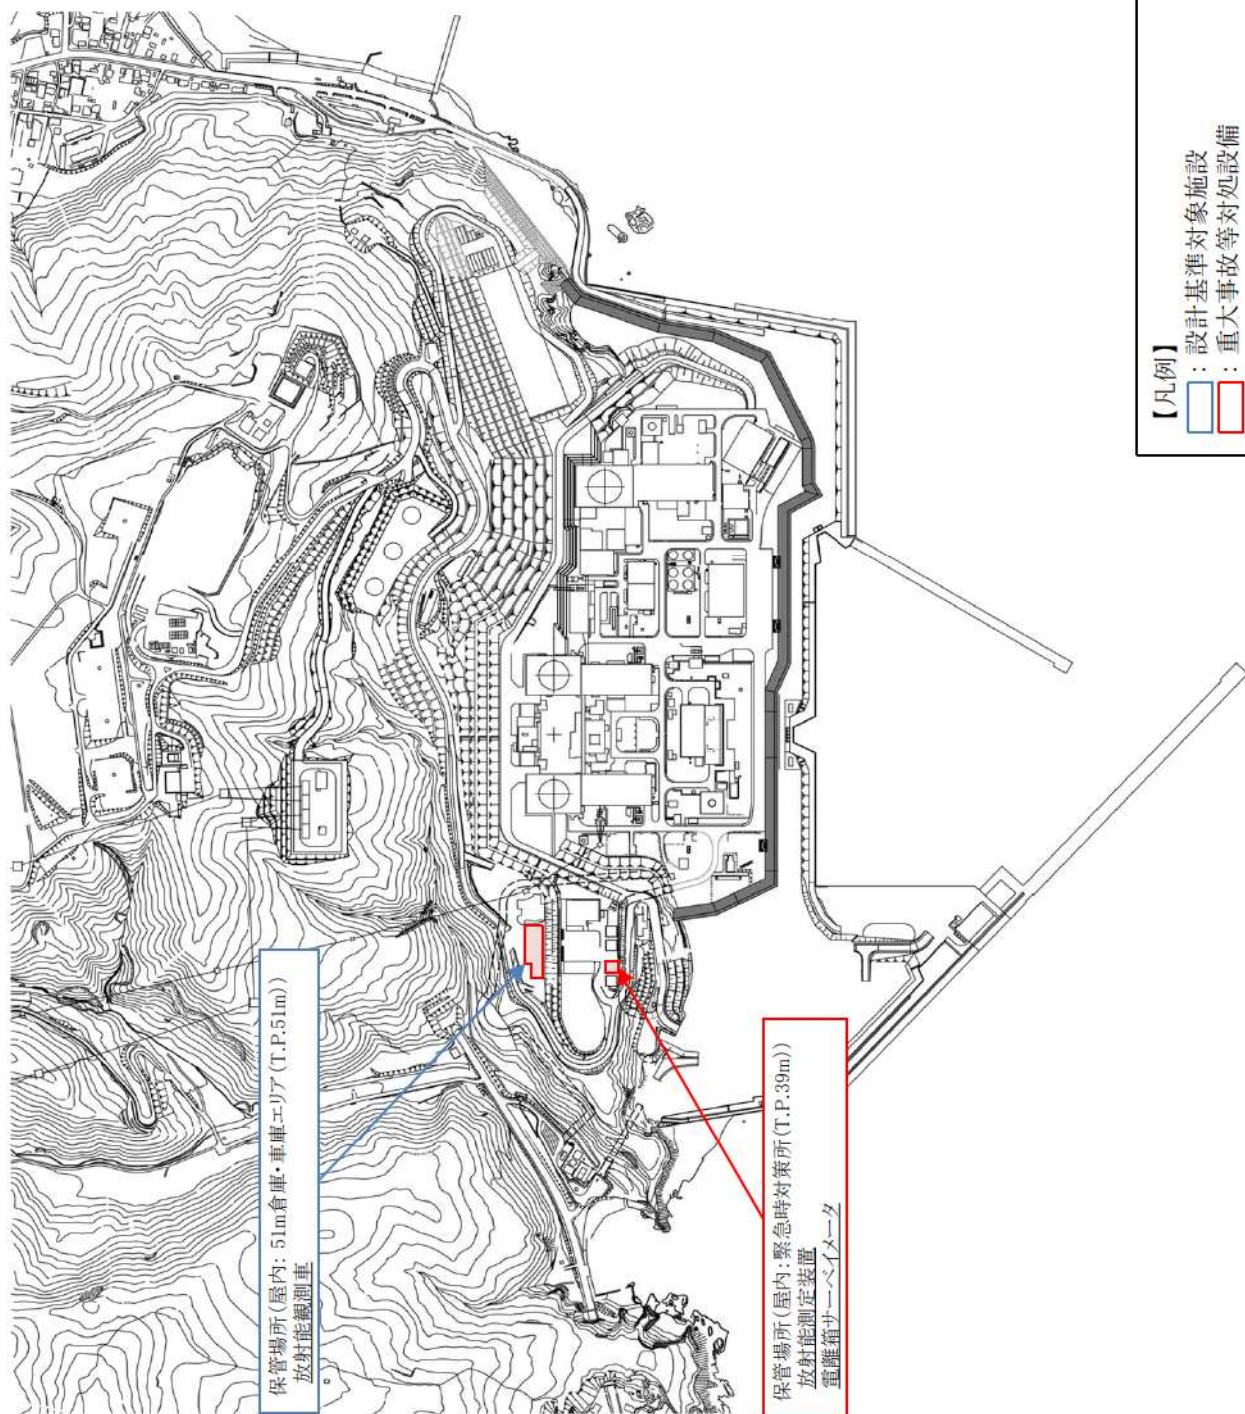 保管場所(屋内:51m倉庫・車庫エリア(T.P.51m))
放射能観測車
保管場所(屋内:緊急時対策所(T.P.39m))
放射能測定装置
電離箱サーベイメータ
【凡例】
:設計基準対象施設
:重大事故等対処設備